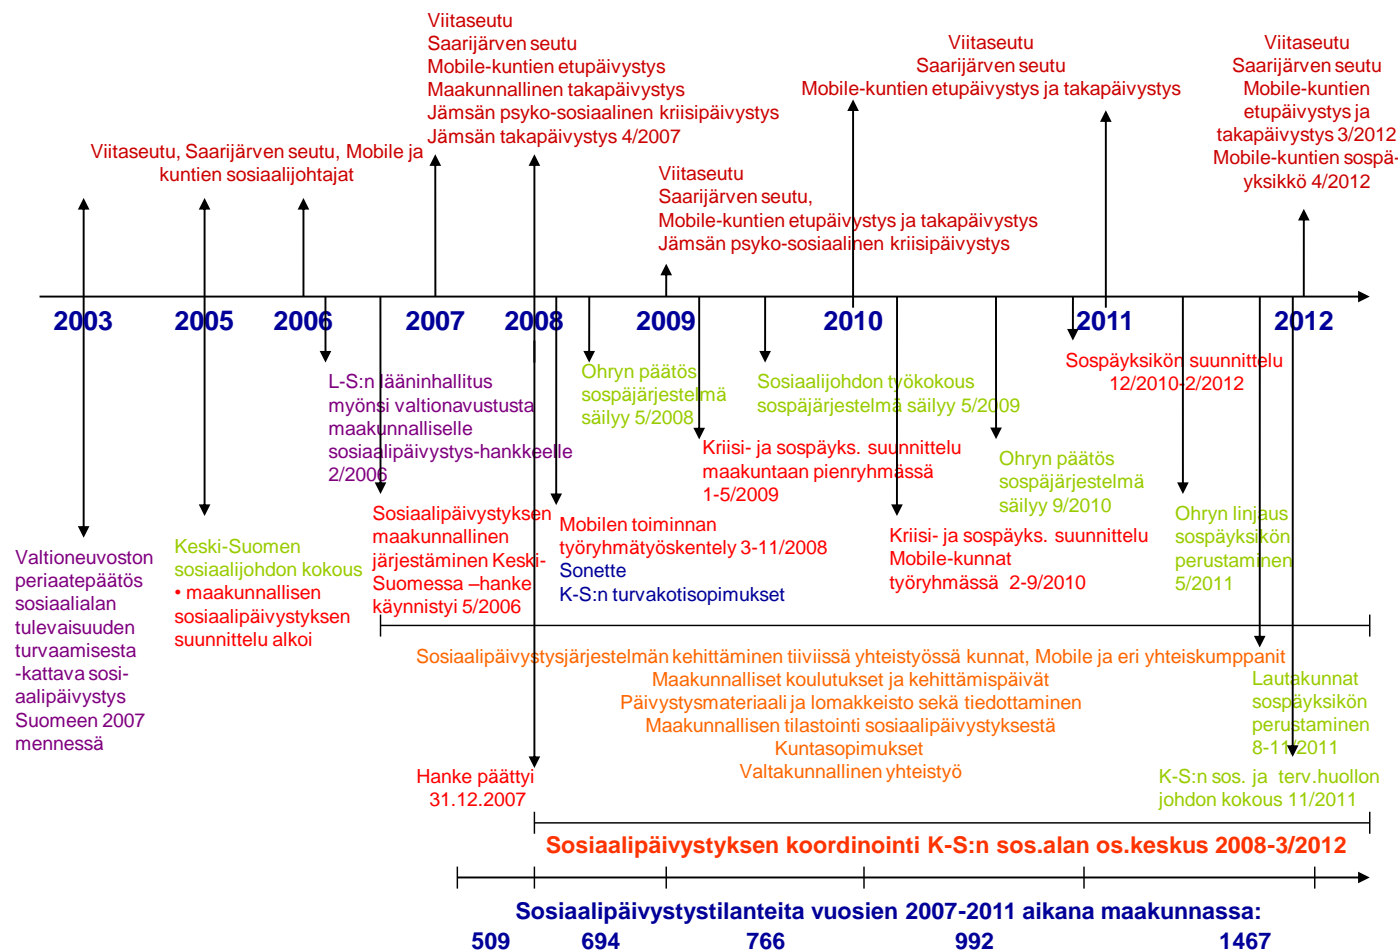 Viitaseutu
Saarijärven seutu
Mobile-kuntien etupäivystys
Maakunnallinen takapäivystys
Jämsän psyko-sosiaalinen kriisipäivystys
Jämsän takapäivystys 4/2007
Viitaseutu
Saarijärven seutu
Mobile-kuntien etupäivystys ja takapäivystys
Viitaseutu
Saarijärven seutu
Mobile-kuntien
etupäivystys ja
takapäivystys 3/2012
Mobile-kuntien sospä-
yksikkö 4/2012
Viitaseutu, Saarijärven seutu, Mobile ja
kuntien sosiaalijohtajat
Viitaseutu
Saarijärven seutu,
Mobile-kuntien etupäivystys ja takapäivystys
Jämsän psyko-sosiaalinen kriisipäivystys
2003 2005 2006 2007 2008 2009 2010 2011 2012
L-S:n lääninhallitus
myönsi valtionavustusta
maakunnalliselle
sosiaalipäivystys-hankkeelle
2/2006
Ohryn päätös
sospäjärjestelmä
säilyy 5/2008
Sosiaalijohdon työkokous
sospäjärjestelmä säilyy 5/2009
Sospäyksikön suunnittelu
12/2010-2/2012
Kriisi- ja sospäyks. suunnittelu
maakuntaan pienryhmässä
1-5/2009
Ohryn päätös
sospäjärjestelmä
säilyy 9/2010
Valtioneuvoston
periaatepäätös
sosiaalialan
tulevaisuuden
turvaamisesta
-kattava sosi-
aalipäivystys
Suomeen 2007
mennessä
Keski-Suomen
sosiaalijohdon kokous
• maakunnallisen
sosiaalipäivystyksen
suunnittelu alkoi
Sosiaalipäivystyksen
maakunnallinen
järjestäminen Keski-
Suomessa –hanke
käynnistyi 5/2006
Mobilen toiminnan
työryhmätyöskentely 3-11/2008
Sonette
K-S:n turvakotisopimukset
Kriisi- ja sospäyks. suunnittelu
Mobile-kunnat
työryhmässä 2-9/2010
Ohryn linjaus
sospäyksikön
perustaminen
5/2011
Sosiaalipäivystysjärjestelmän kehittäminen tiiviissä yhteistyössä kunnat, Mobile ja eri yhteiskumppanit
Maakunnalliset koulutukset ja kehittämispäivät
Päivystysmateriaali ja lomakkeisto sekä tiedottaminen
Maakunnallisen tilastointi sosiaalipäivystyksestä
Kuntasopimukset
Valtakunnallinen yhteistyö
Lautakunnat
sospäyksikön
perustaminen
8-11/2011
Hanke päättyi
31.12.2007
K-S:n sos. ja terv.huollon
johdon kokous 11/2011
Sosiaalipäivystyksen koordinointi K-S:n sos.alan os.keskus 2008-3/2012
Sosiaalipäivystystilanteita vuosien 2007-2011 aikana maakunnassa:
509 694 766 992 1467